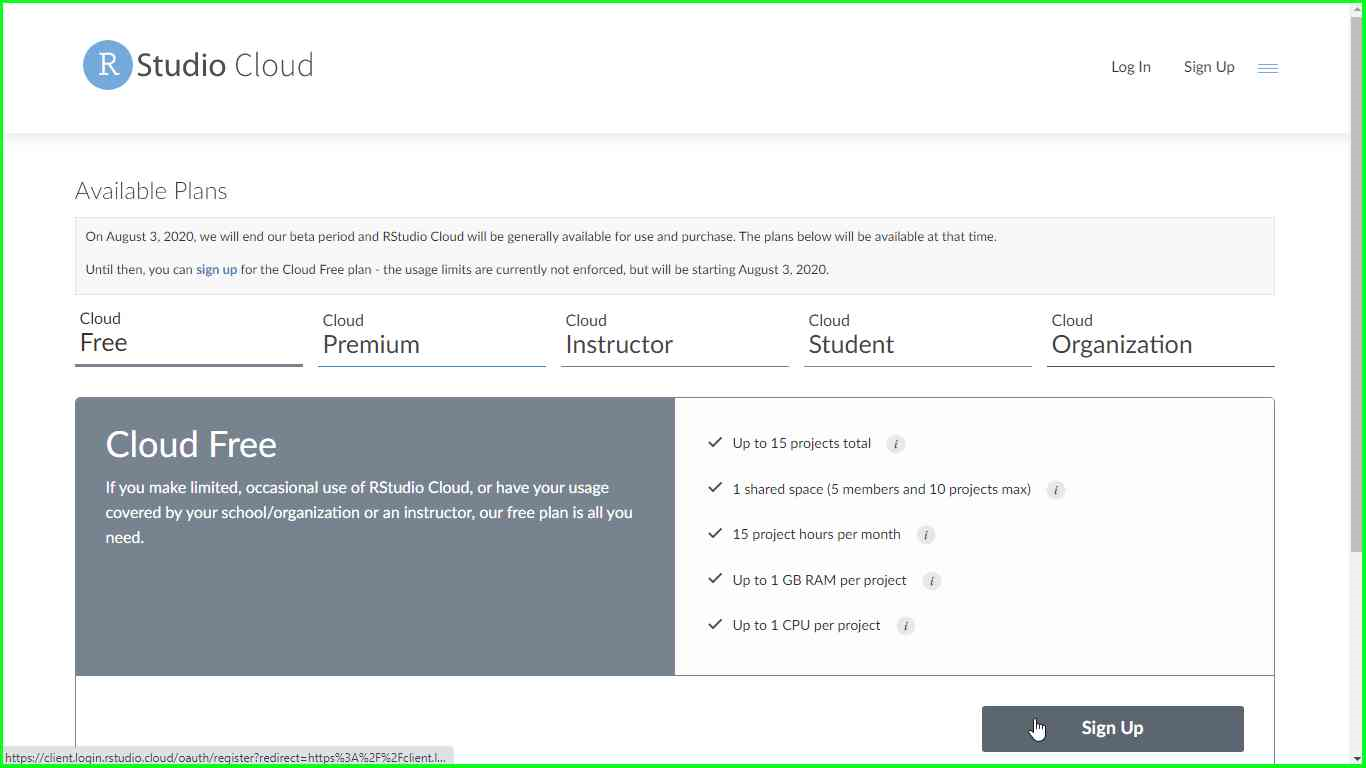 R Studio Cloud
Log In Sign Up
Available Plans
On August 3, 2020, we will end our beta period and RStudio Cloud will be generally available for use and purchase. The plans below will be available at that time.
Until then, you can sign up for the Cloud Free plan - the usage limits are currently not enforced, but will be starting August 3, 2020.
Cloud
Free
Cloud
Premium
Cloud
Instructor
Cloud
Student
Cloud
Organization
Cloud Free
If you make limited, occasional use of RStudio Cloud, or have your usage
covered by your school/organization or an instructor, our free plan is all you
need.
Up to 15 projects total i
1 shared space (5 members and 10 projects max) i
15 project hours per month i
Up to 1 GB RAM per project i
Up to 1 CPU per project i
Sign Up
https://client.login.rstudio.cloud/oauth/register?redirect=https%3A%2F%2Fclient.l...